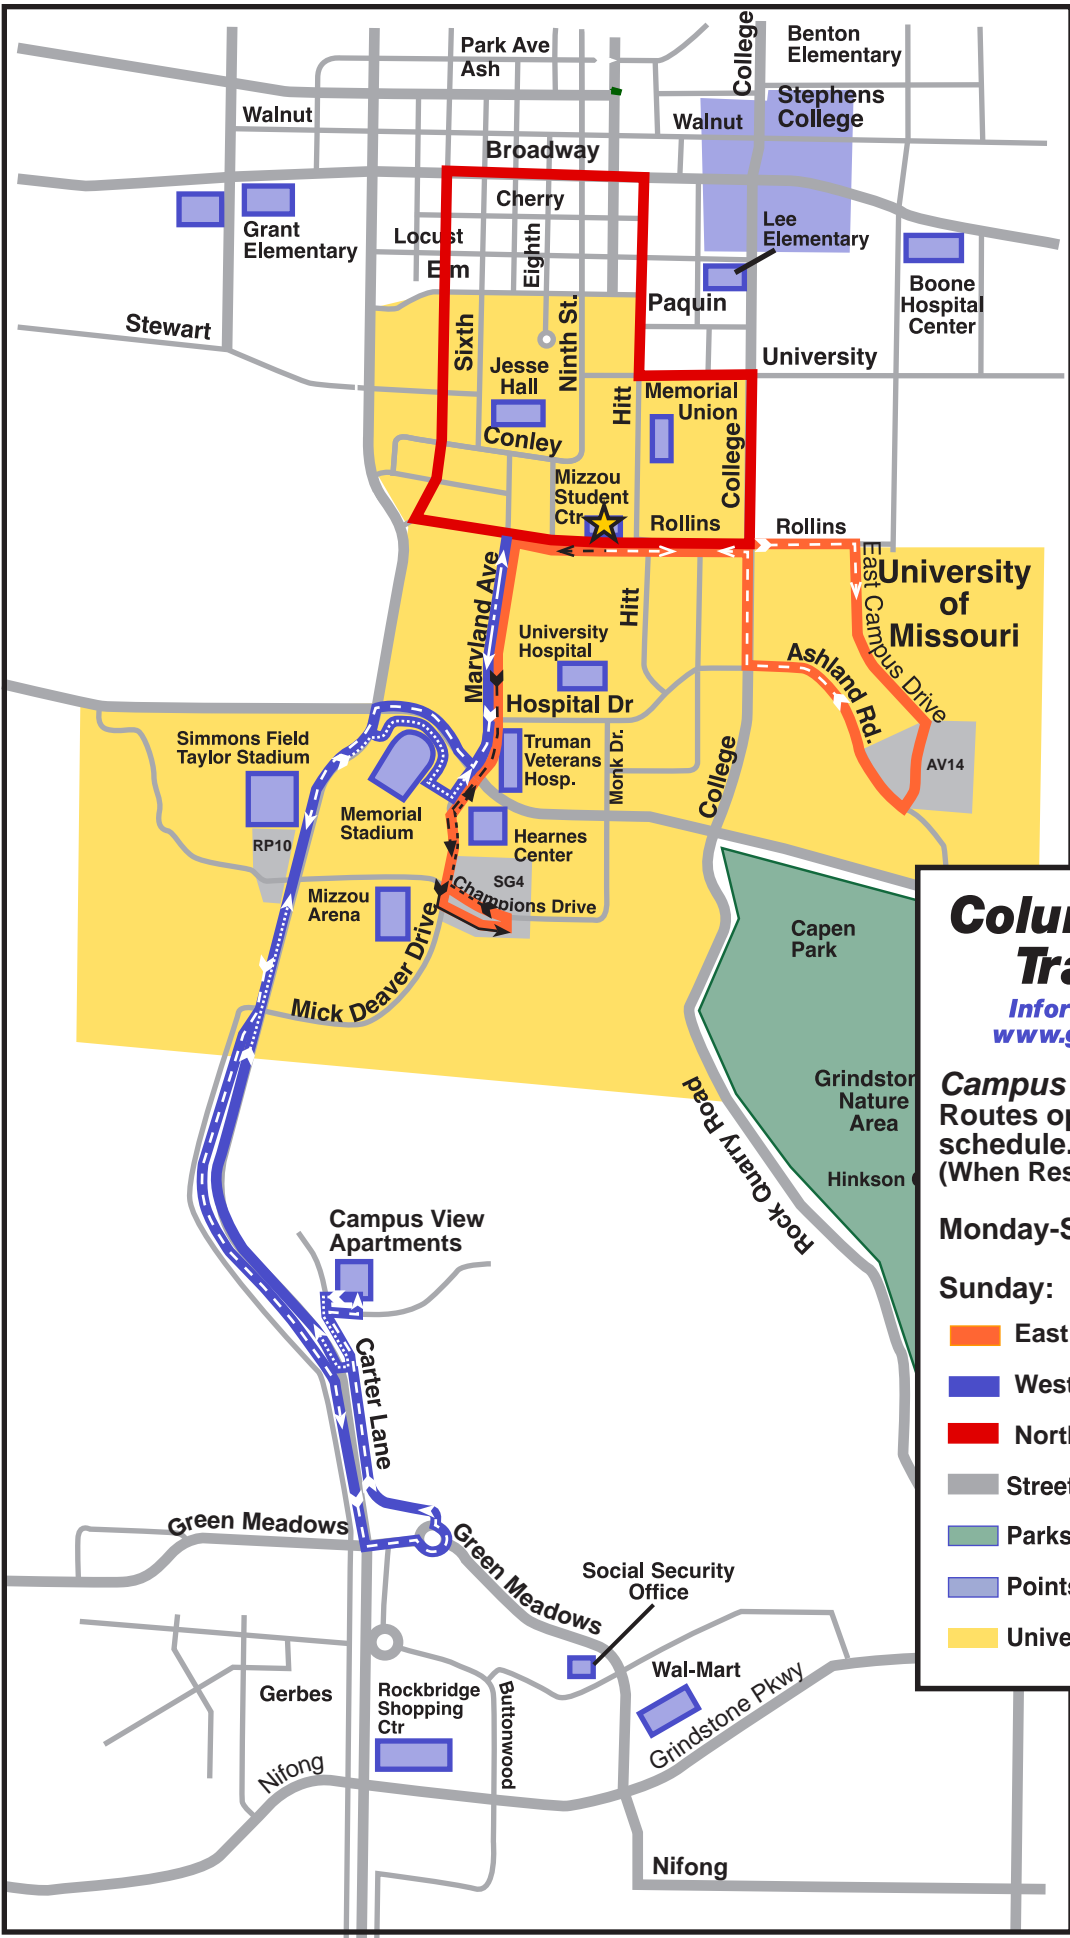 Park Ave
Ash
College
Benton
Elementary
Stephens
College
Walnut
Walnut
Broadway
Cherry
Grant
Elementary
Locust
Elm
Eighth
Lee
Elementary
Boone
Hospital
Center
Paquin
Stewart
University
Sixth
Ninth St.
Jesse
Hall
Hitt
Memorial
Union
College
Conley
Mizzou
Student
Ctr
Rollins
Rollins
East Campus Drive
University
of
Missouri
Maryland Ave
Hitt
University
Hospital
Ashland Rd.
Hospital Dr
Simmons Field
Taylor Stadium
Truman
Veterans
Hosp.
Monk Dr.
College
AV14
Memorial
Stadium
RP10
Hearnes
Center
SG4
Champions Drive
Mizzou
Arena
Mick Deaver Drive
Capen
Park
Rock Quarry Road
Nature
Area
Hinkson
Campus View
Apartments
Carter Lane
Green Meadows
Green Meadows
Social Security
Office
Wal-Mart
Grindstone Pkwy
Gerbes
Rockbridge
Shopping
Ctr
Buttonwood
Nifong
Nifong
Campus
Routes
schedule.
(When
Sunday:
East
West